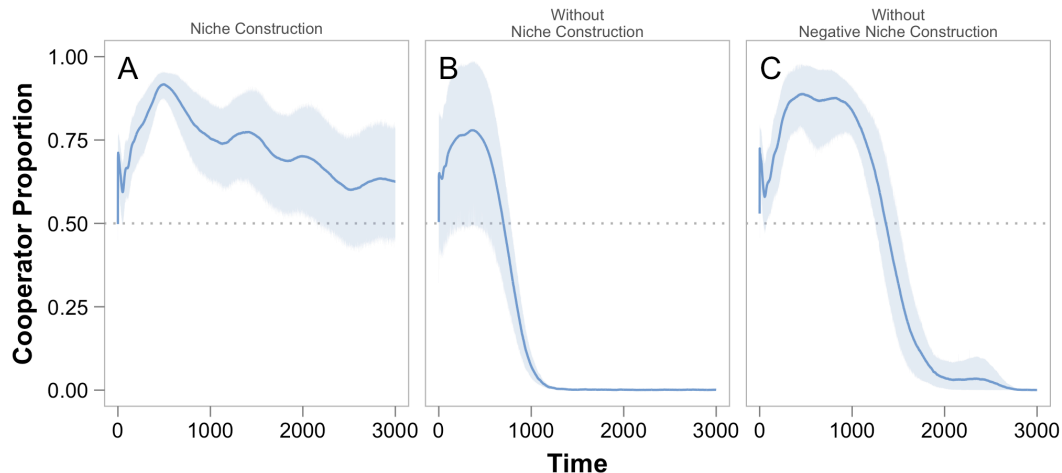 Niche Construction
Without
Niche Construction
Without
Negative Niche Construction
A
B
C
Cooperator Proportion
1.00
0.75
0.50
0.25
0.00
0
1000
2000
3000
0
1000
2000
3000
0
1000
2000
3000
Time